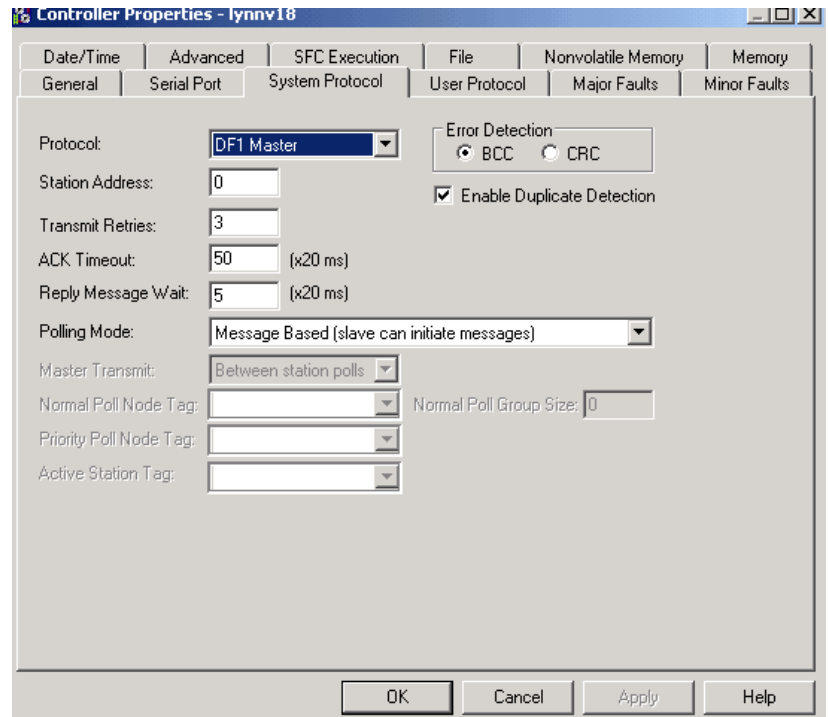 Controller Properties - lynnv18
Date/Time Advanced SFC Execution File Nonvolatile Memory Memory
General Serial Port System Protocol User Protocol Major Faults Minor Faults
Protocol: DF1 Master
Error Detection
BCC CRC
Station Address: 0
Enable Duplicate Detection
Transmit Retries: 3
ACK Timeout: 50 (x20 ms)
Reply Message Wait: 5 (x20 ms)
Polling Mode: Message Based (slave can initiate messages)
Master Transmit: Between station polls
Normal Poll Node Tag: Normal Poll Group Size: 0
Priority Poll Node Tag:
Active Station Tag:
OK Cancel Apply Help